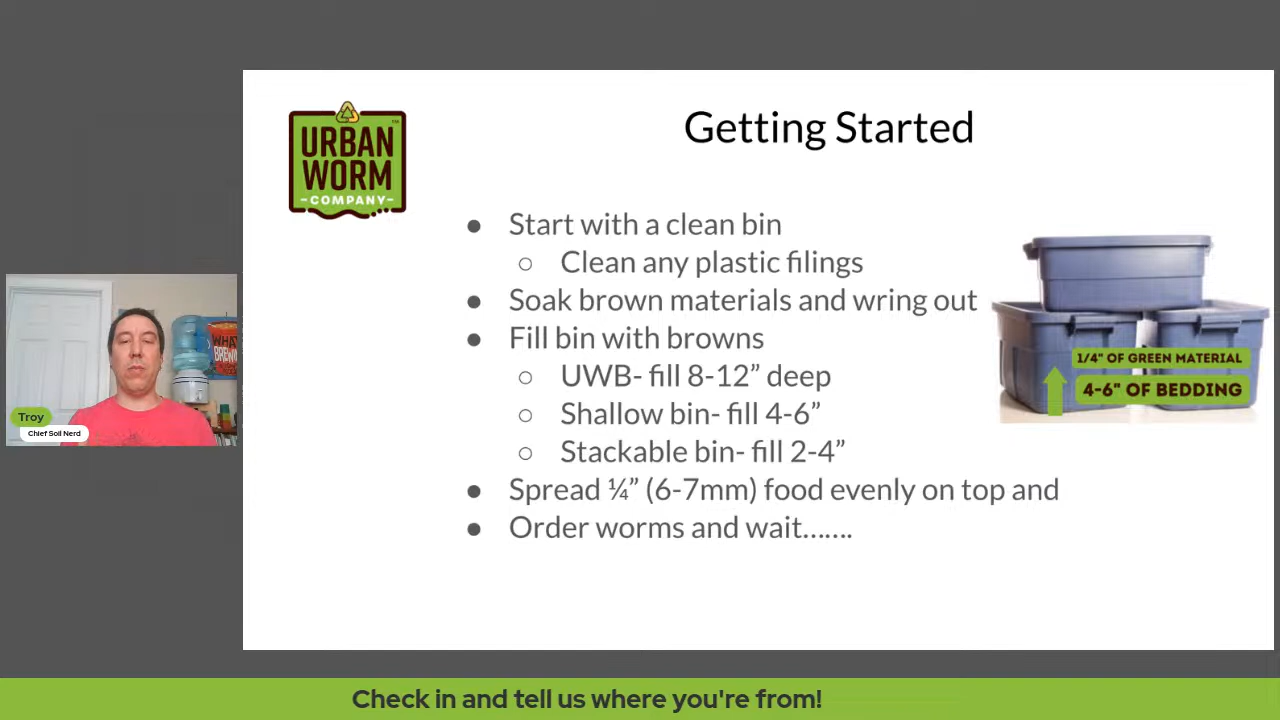 URBAN
WORM
COMPANY
TM
Getting Started
● Start with a clean bin
○ Clean any plastic filings
● Soak brown materials and wring out
● Fill bin with browns
○ UWB- fill 8-12” deep
○ Shallow bin- fill 4-6”
○ Stackable bin- fill 2-4”
● Spread ¼” (6-7mm) food evenly on top and
● Order worms and wait.......
1/4" OF GREEN MATERIAL
4-6" OF BEDDING
WHAT
BREW
Troy
Chief Soil Nerd
Check in and tell us where you're from!